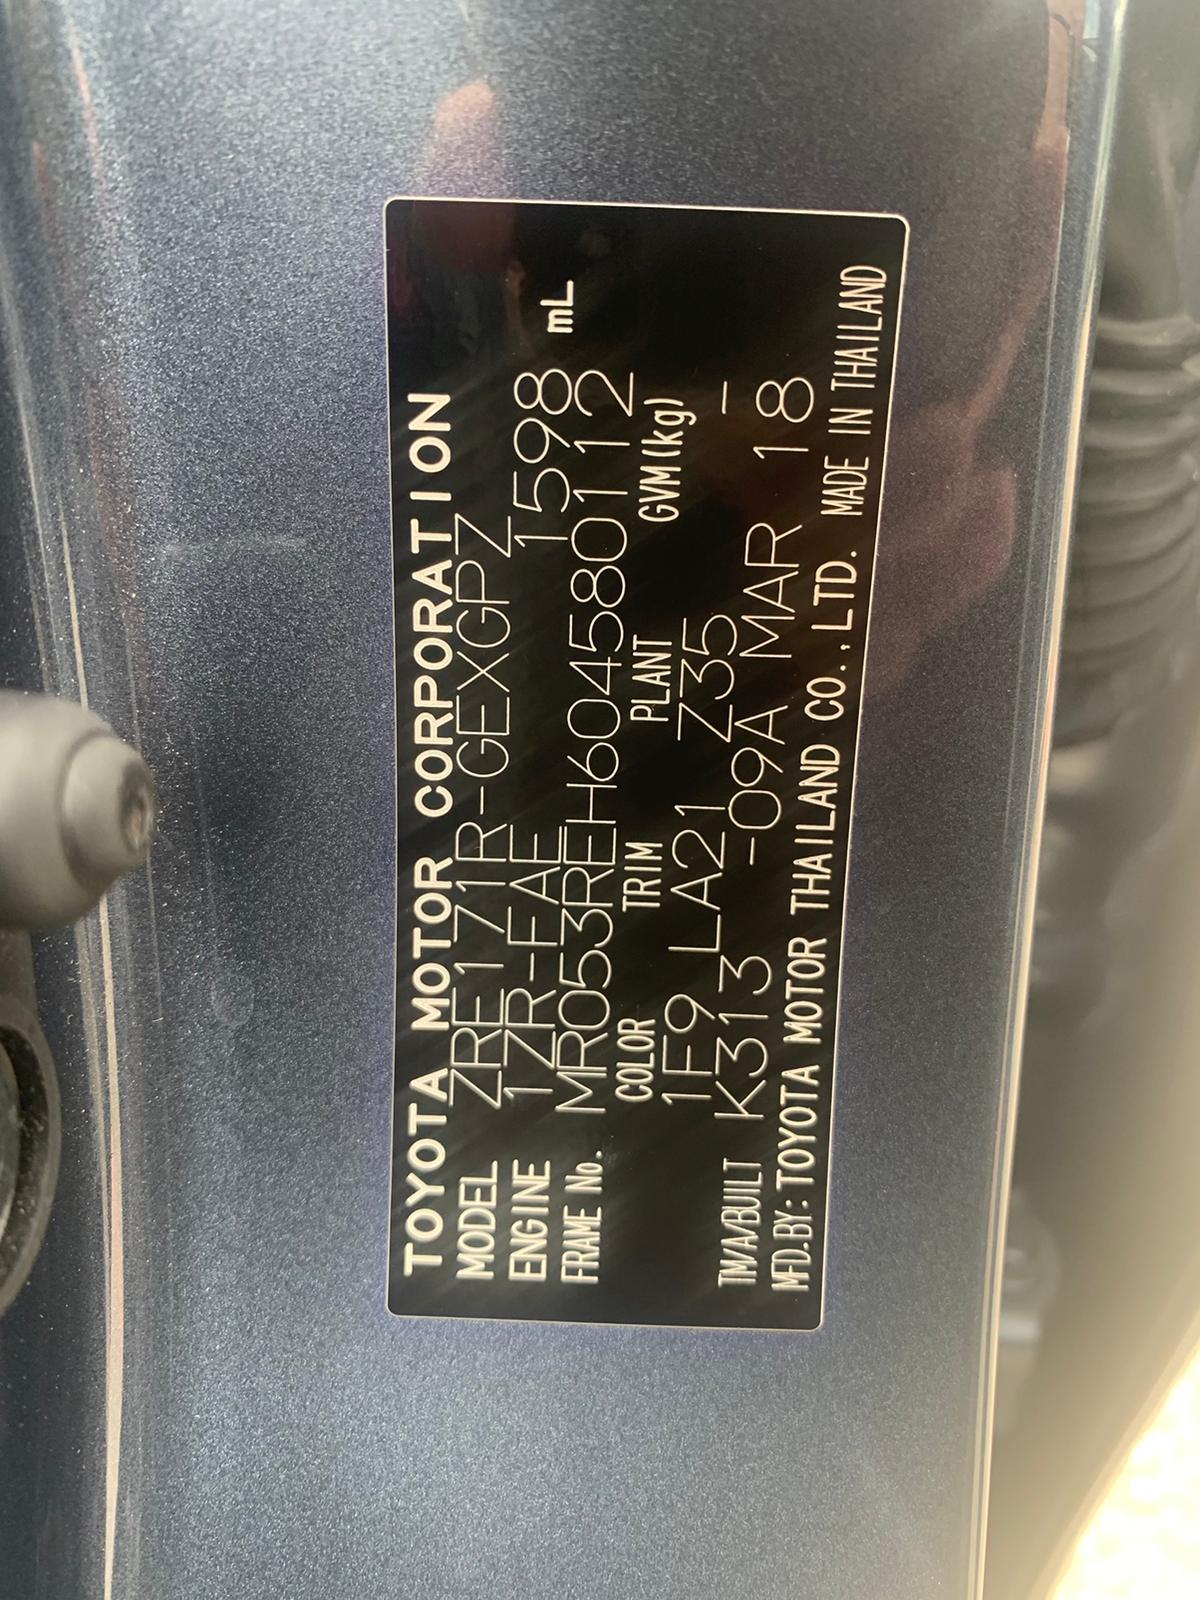 TOYOTA MOTOR CORPORATION
MODEL ZRE171R-GEXGPZ
ENGINE 1ZR-FAE 1598 mL
FRAME No. MR053REH604580112
COLOR TRIM PLANT GVM(kg)
1F9 LA21 Z35 -
TM/A/BUILT K313 -09A MAR 18
MFD.BY: TOYOTA MOTOR THAILAND CO.,LTD. MADE IN THAILAND